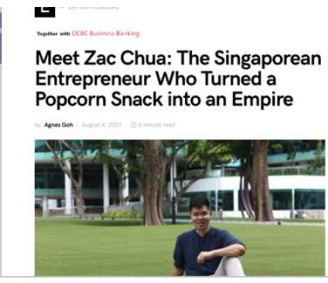 Together with OCBC Business Banking
Meet Zac Chua: The Singaporean
Entrepreneur Who Turned a
Popcorn Snack into an Empire
by Agnes Goh · August 4, 2021 · 6 minute read